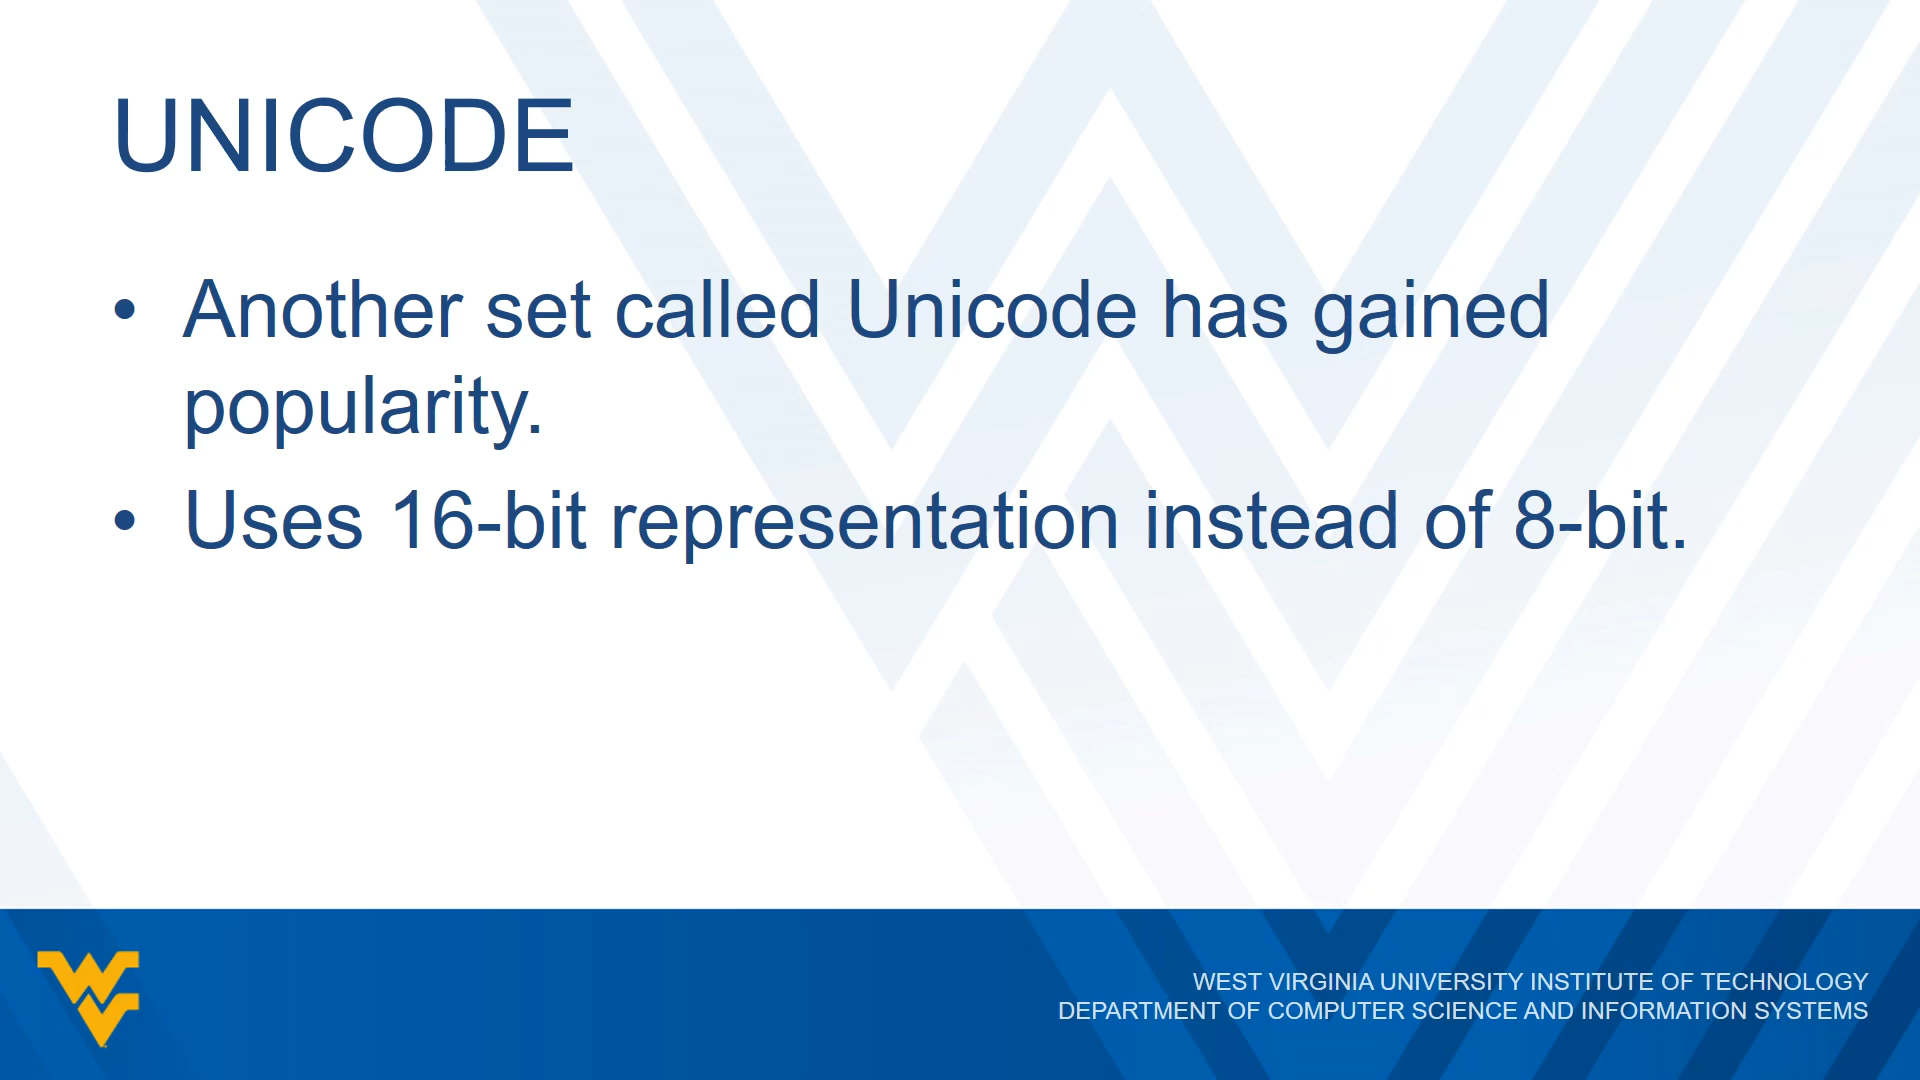 UNICODE
• Another set called Unicode has gained
popularity.
• Uses 16-bit representation instead of 8-bit.
WEST VIRGINIA UNIVERSITY INSTITUTE OF TECHNOLOGY
DEPARTMENT OF COMPUTER SCIENCE AND INFORMATION SYSTEMS